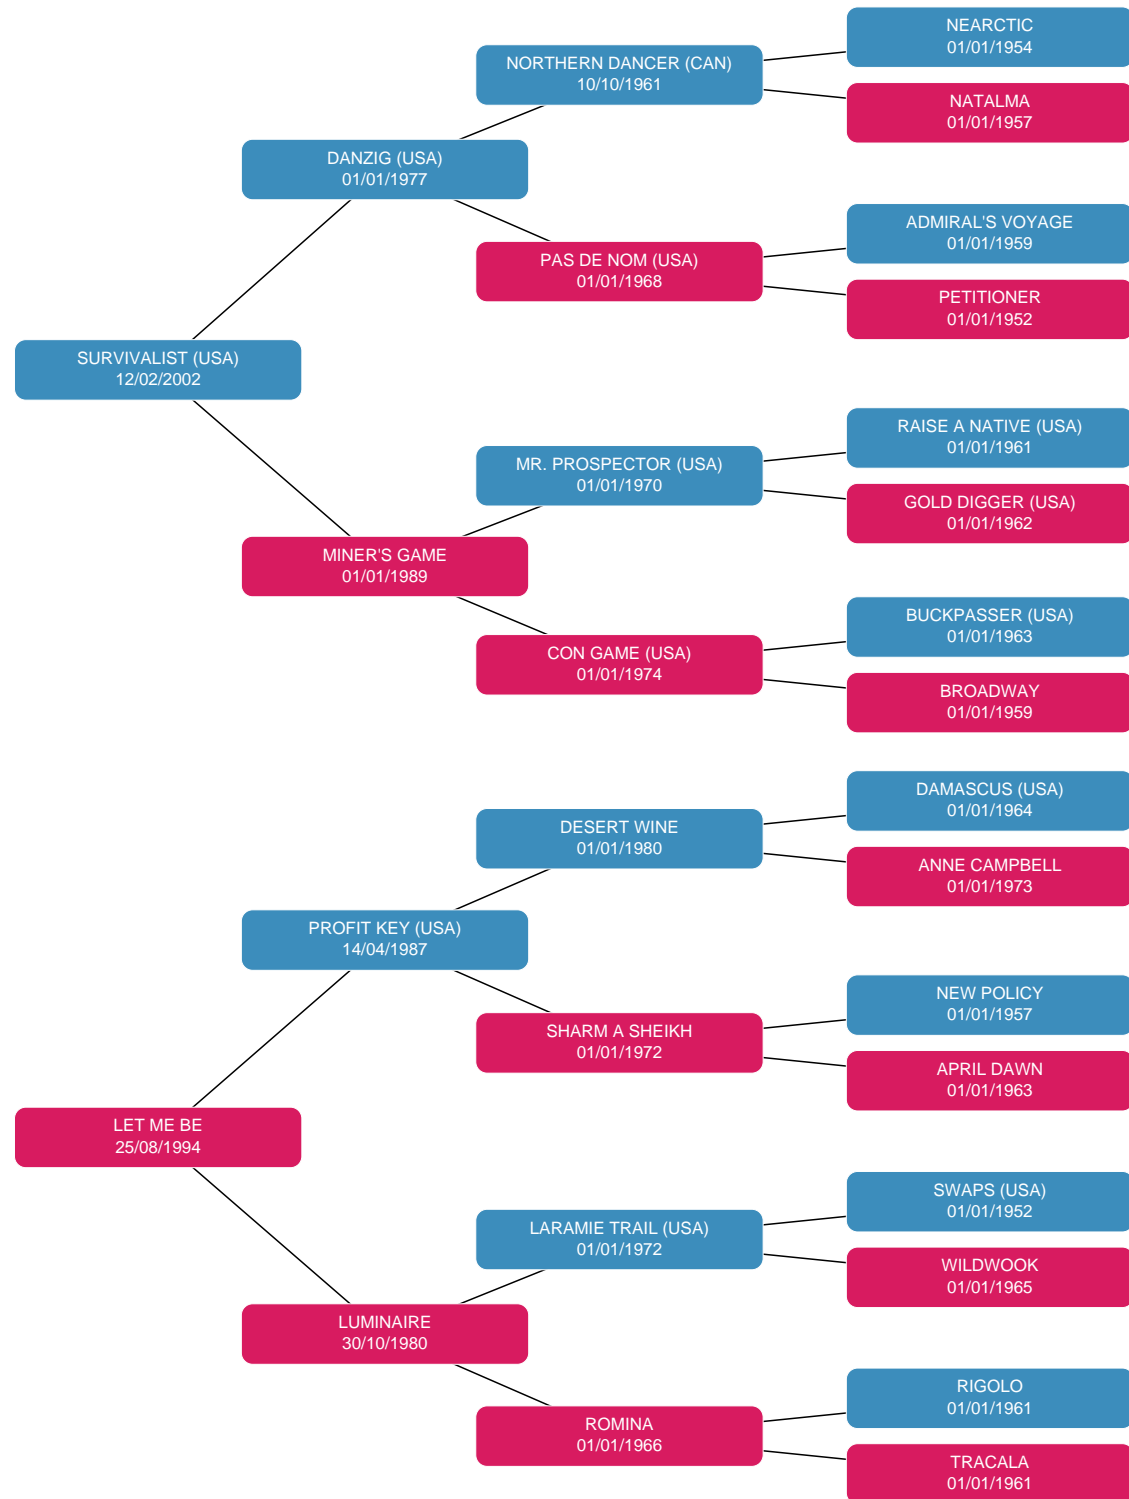 NEARCTIC
01/01/1954
NORTHERN DANCER (CAN)
10/10/1961
NATALMA
01/01/1957
DANZIG (USA)
01/01/1977
ADMIRAL'S VOYAGE
01/01/1959
PAS DE NOM (USA)
01/01/1968
PETITIONER
01/01/1952
SURVIVALIST (USA)
12/02/2002
RAISE A NATIVE (USA)
01/01/1961
MR. PROSPECTOR (USA)
01/01/1970
GOLD DIGGER (USA)
01/01/1962
MINER'S GAME
01/01/1989
BUCKPASSER (USA)
01/01/1963
CON GAME (USA)
01/01/1974
BROADWAY
01/01/1959
DAMASCUS (USA)
01/01/1964
DESERT WINE
01/01/1980
ANNE CAMPBELL
01/01/1973
PROFIT KEY (USA)
14/04/1987
NEW POLICY
01/01/1957
SHARM A SHEIKH
01/01/1972
APRIL DAWN
01/01/1963
LET ME BE
25/08/1994
SWAPS (USA)
01/01/1952
LARAMIE TRAIL (USA)
01/01/1972
WILDWOOK
01/01/1965
LUMINAIRE
30/10/1980
RIGOLO
01/01/1961
ROMINA
01/01/1966
TRACALA
01/01/1961